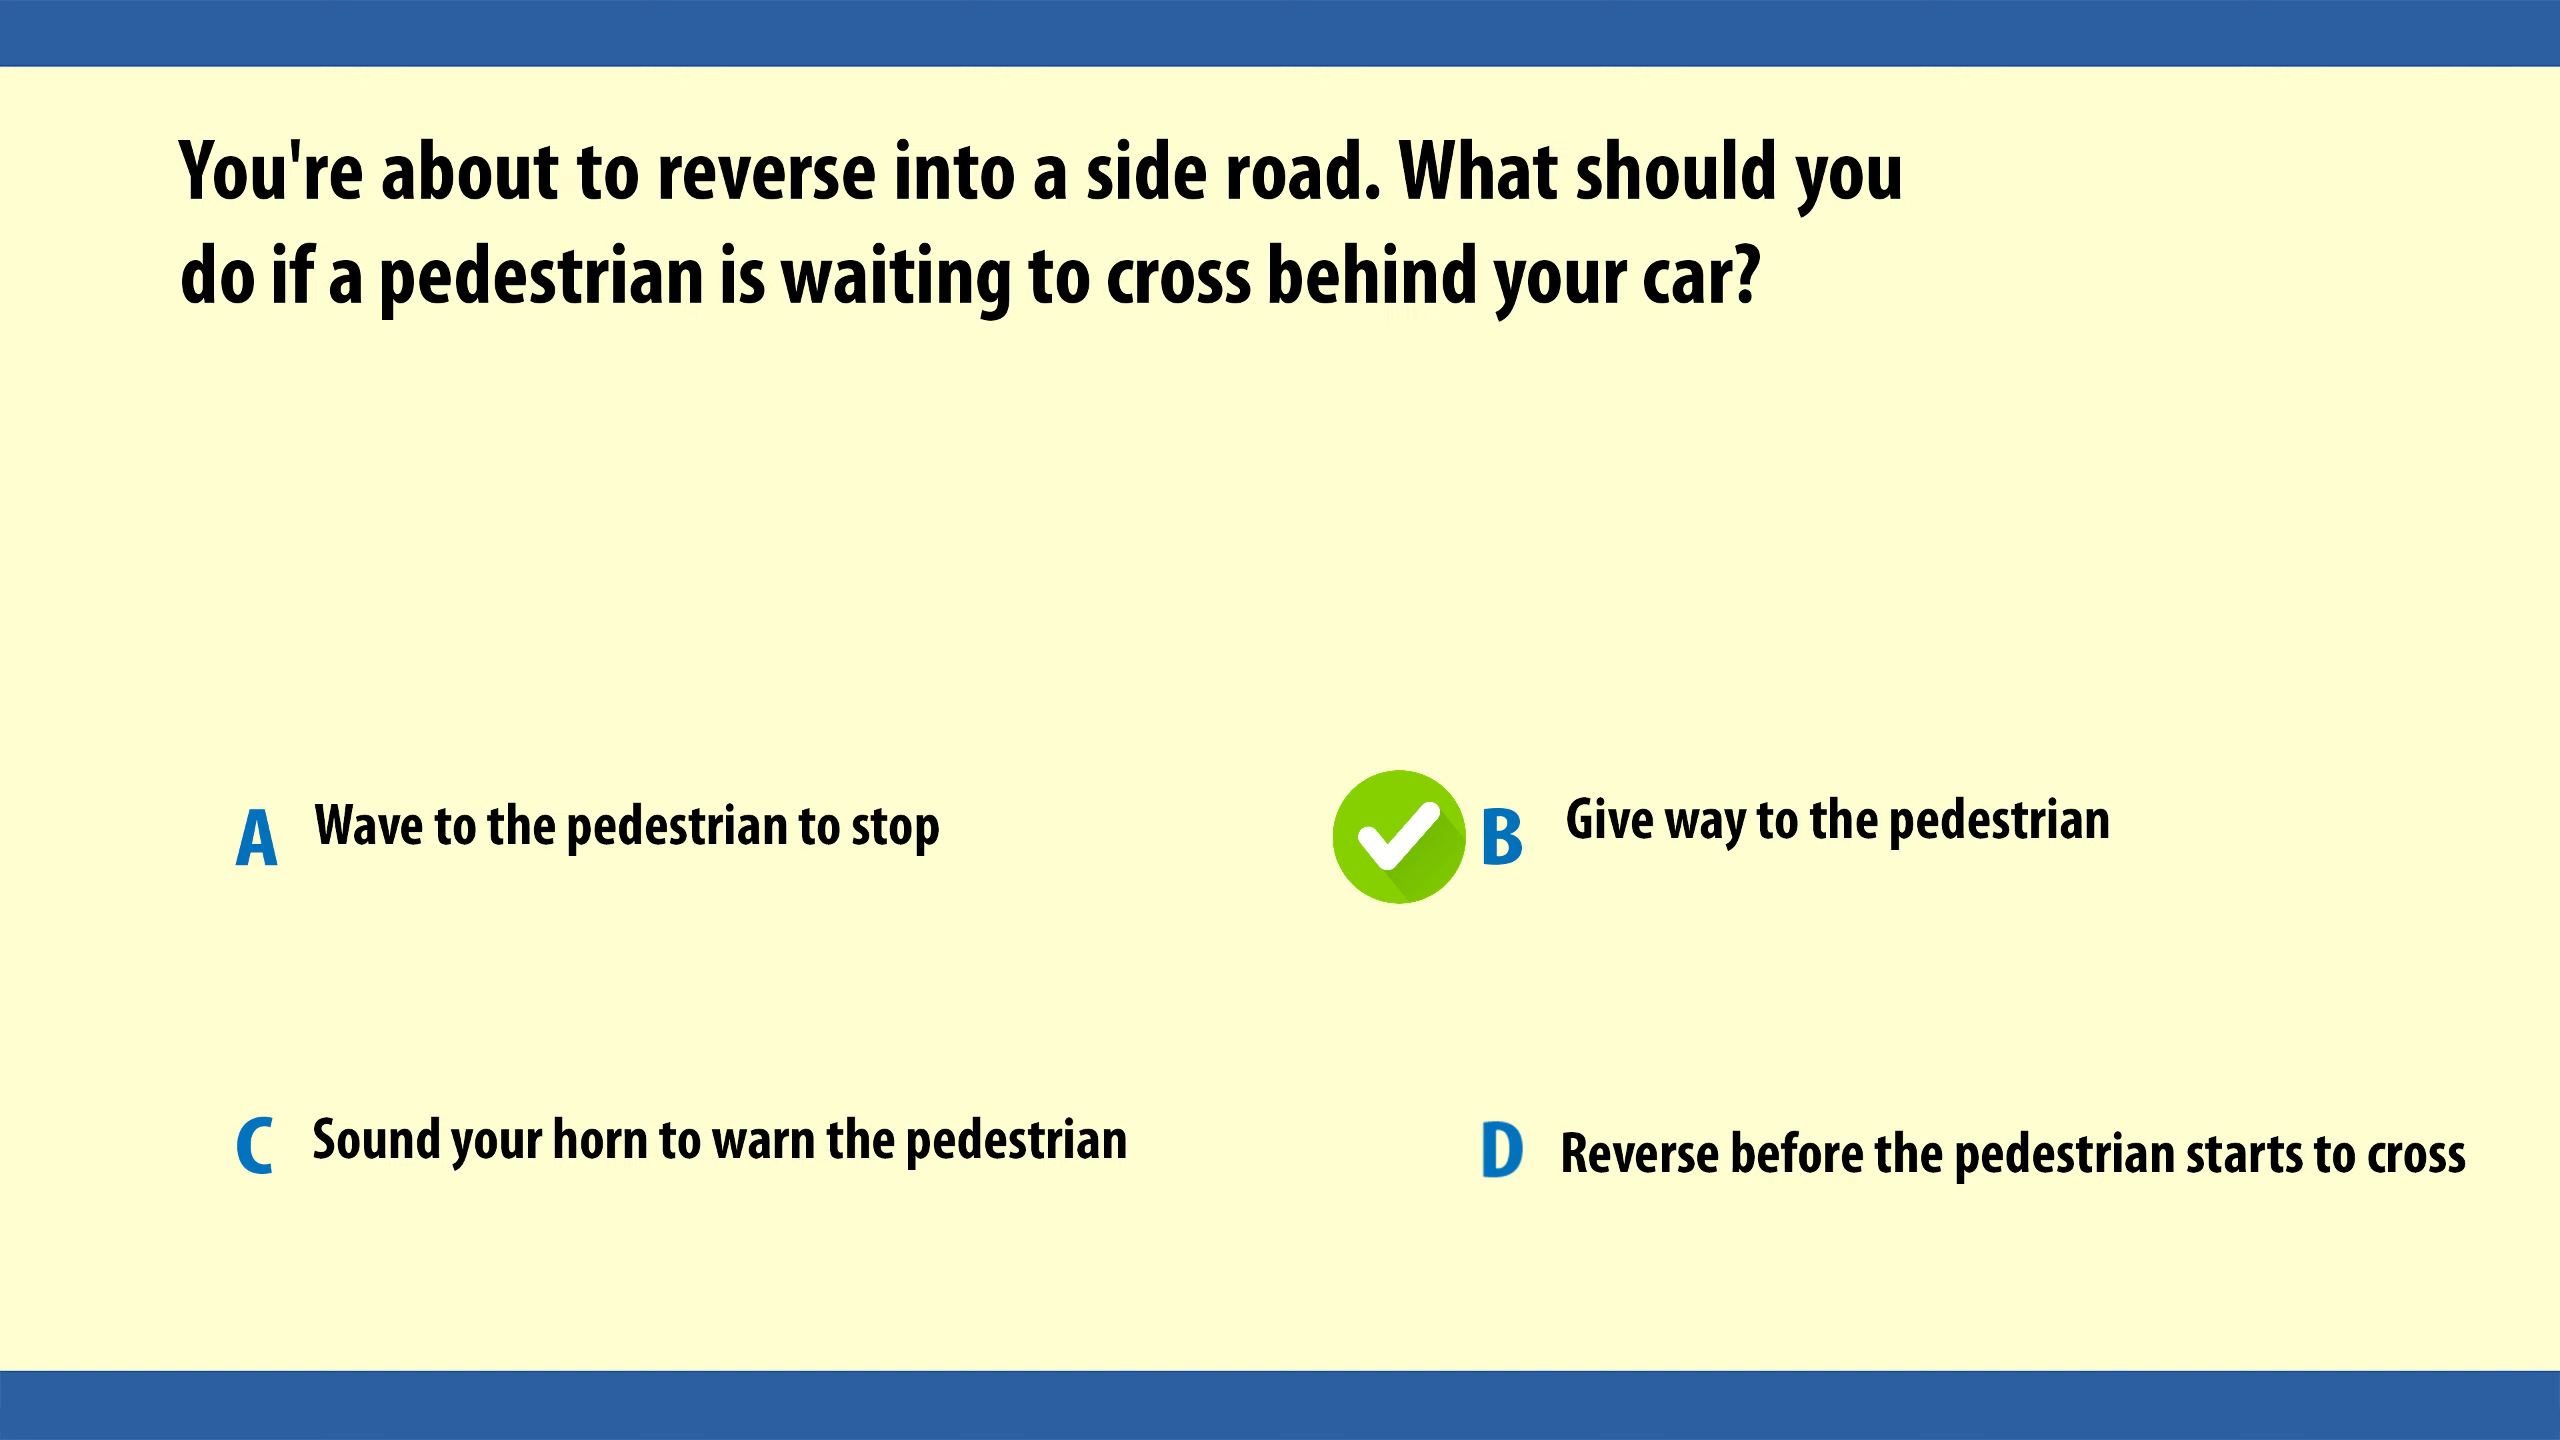 You're about to reverse into a side road. What should you
do if a pedestrian is waiting to cross behind your car?
A Wave to the pedestrian to stop
B Give way to the pedestrian
C Sound your horn to warn the pedestrian
D Reverse before the pedestrian starts to cross